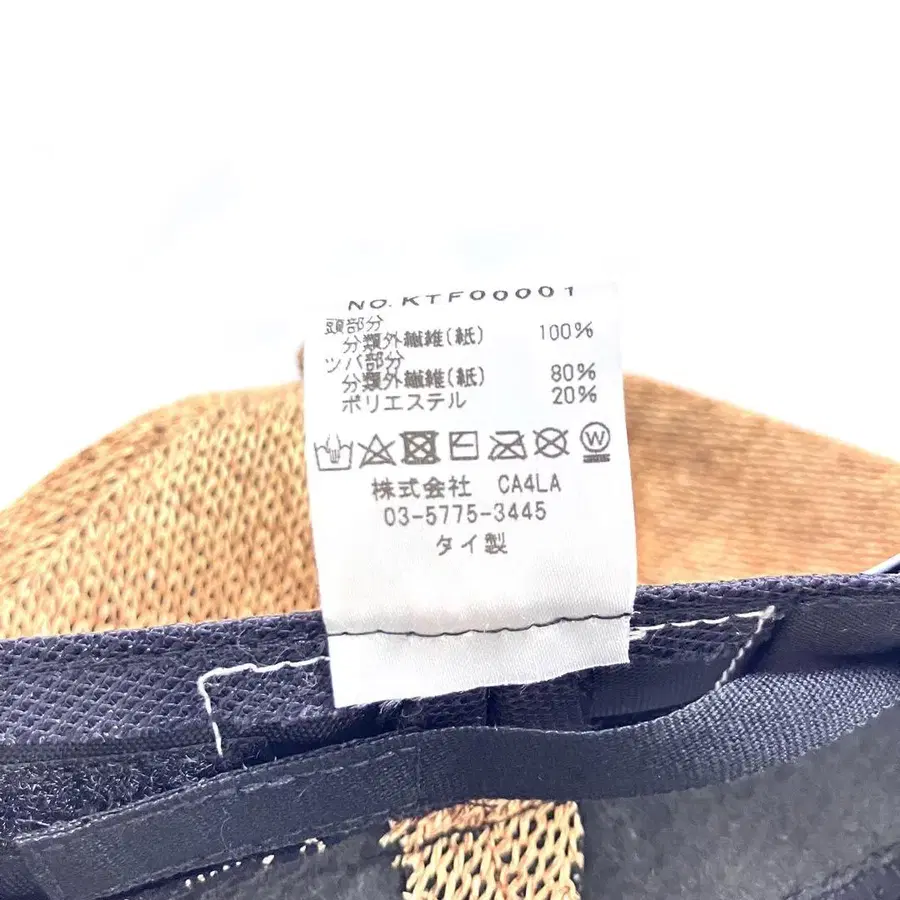 NO.KTF00001
頭部分
分類外繊維(紙) 100%
ツバ部分
分類外繊維(紙) 80%
ポリエステル 20%
W
株式会社 CA4LA
03-5775-3445
タイ製